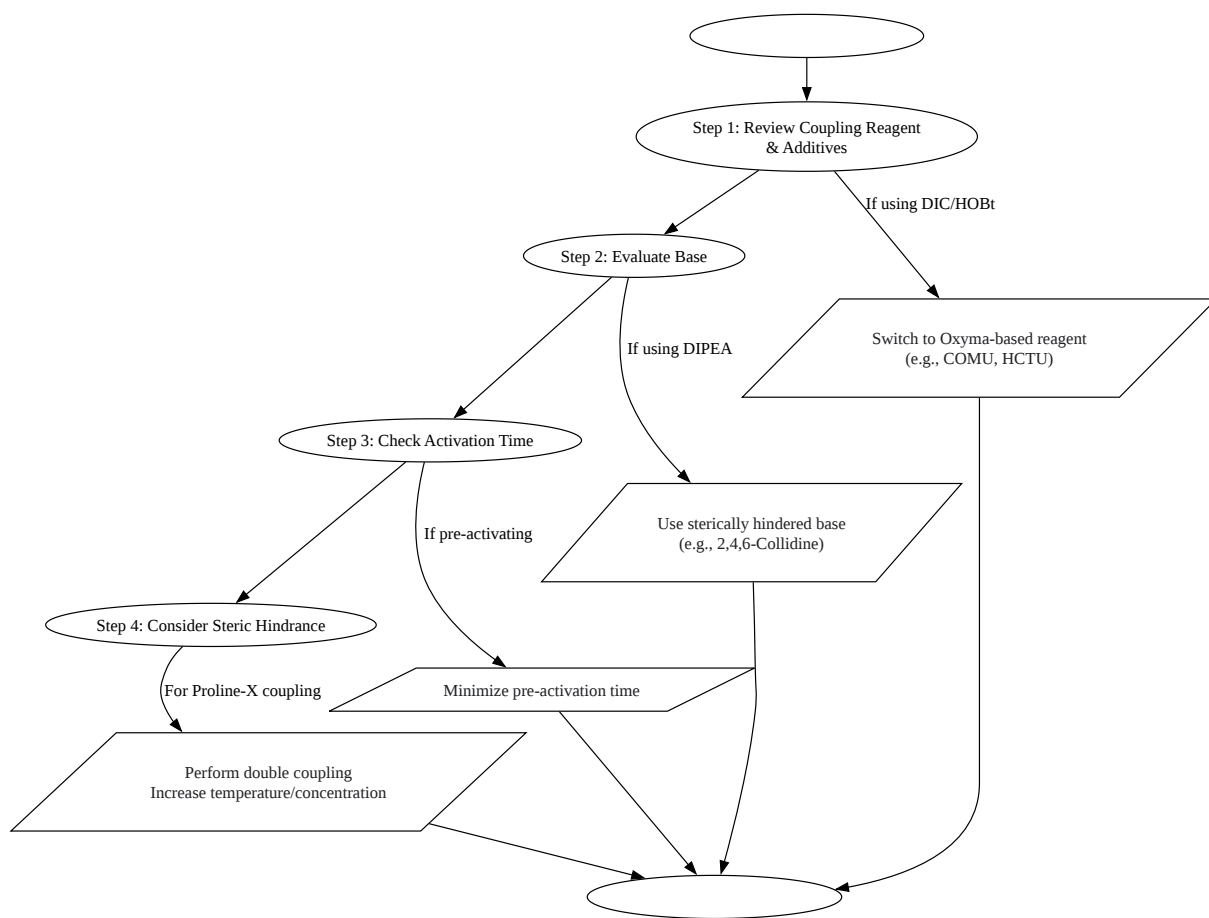 Step 1: Review Coupling Reagent
& Additives
If using DIC/HOBt
Step 2: Evaluate Base
Switch to Oxyma-based reagent
(e.g., COMU, HCTU)
If using DIPEA
Step 3: Check Activation Time
Use sterically hindered base
(e.g., 2,4,6-Collidine)
If pre-activating
Step 4: Consider Steric Hindrance
Minimize pre-activation time
For Proline-X coupling
Perform double coupling
Increase temperature/concentration